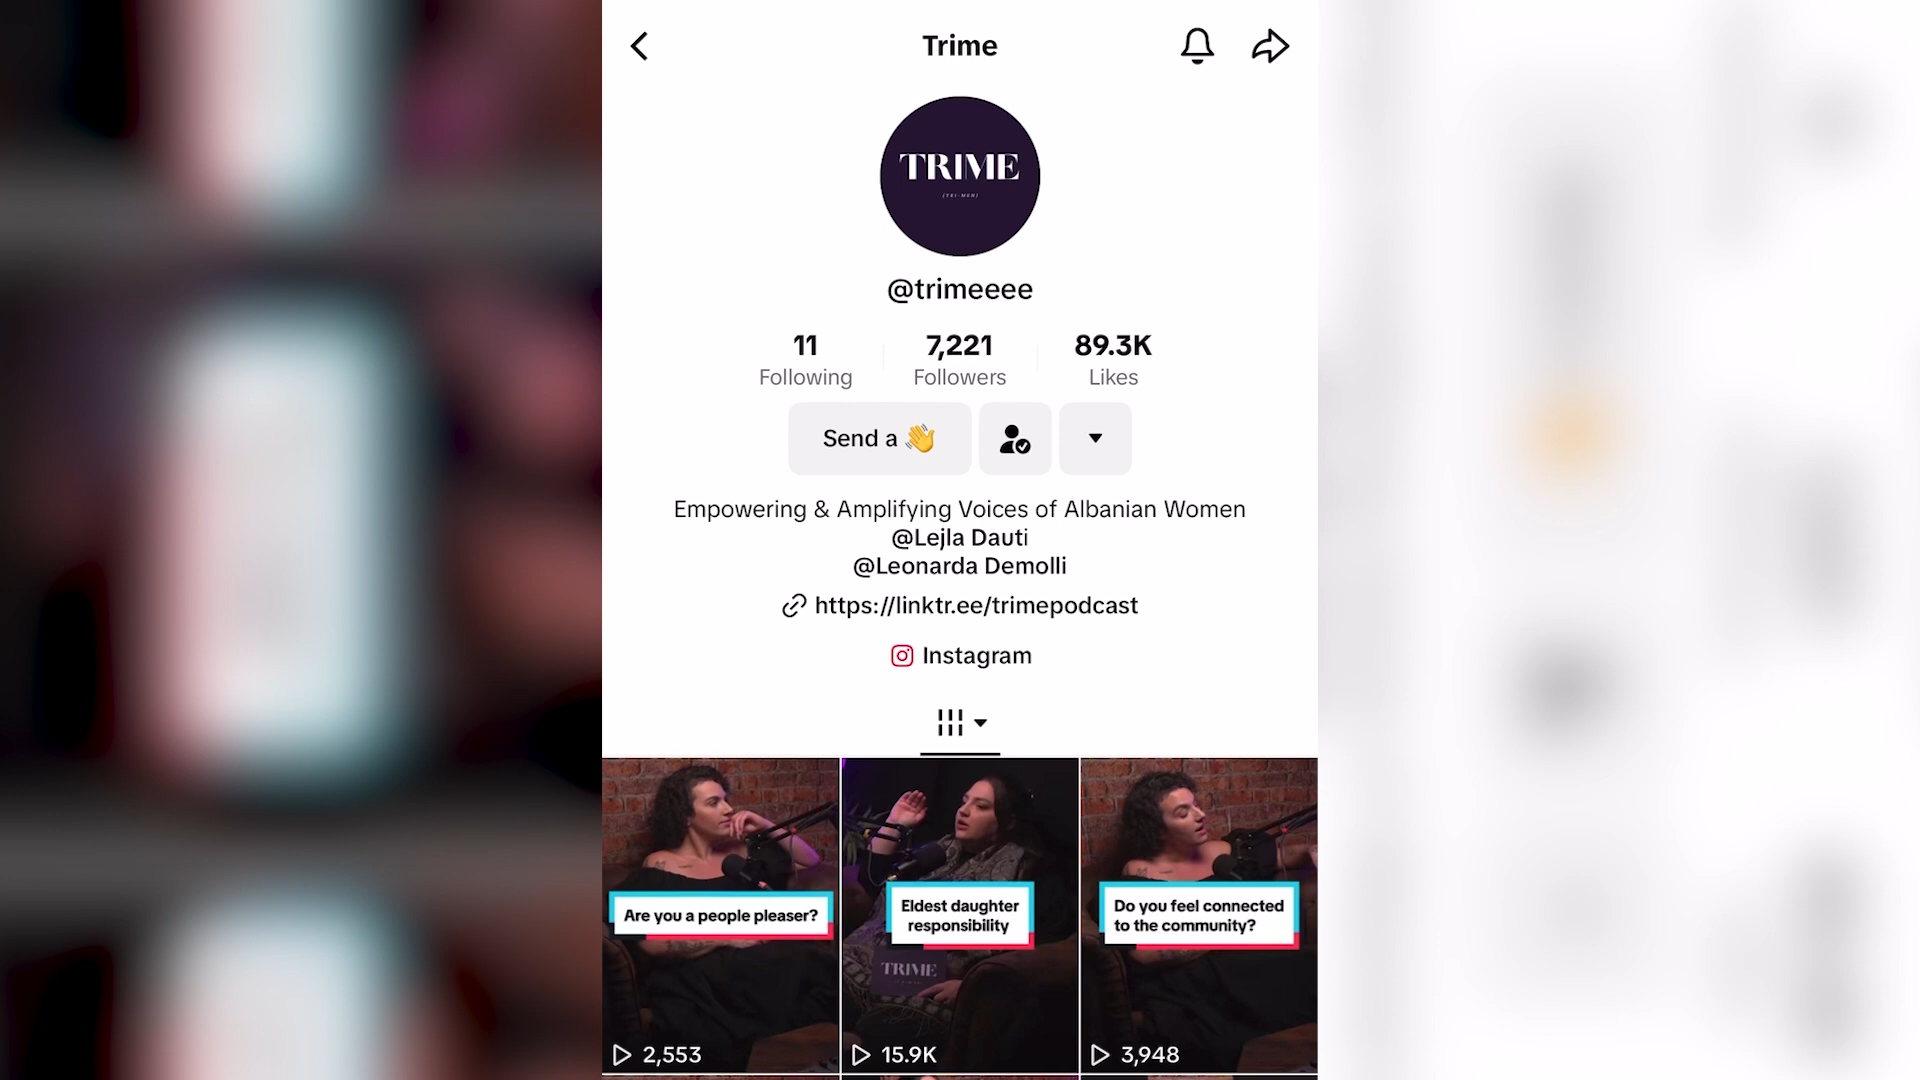 Trime
TRIME
@trimeeee
11
Following
7,221
Followers
89.3K
Likes
Send a 👋
Empowering & Amplifying Voices of Albanian Women
@Lejla Dauti
@Leonarda Demolli
https://linktr.ee/trimepodcast
Instagram
Are you a people pleaser?
2,553
Eldest daughter
responsibility
TRIME
15.9K
Do you feel connected
to the community?
3,948